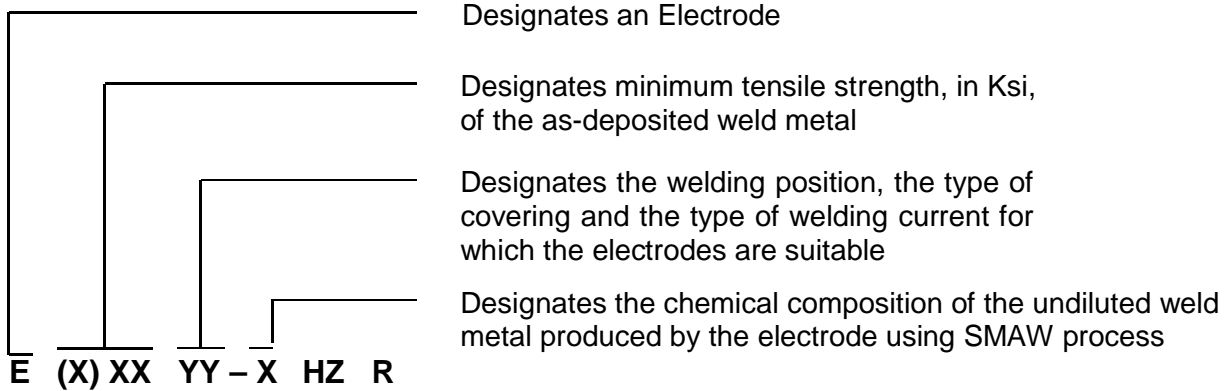 Designates an Electrode
Designates minimum tensile strength, in Ksi,
of the as-deposited weld metal
Designates the welding position, the type of
covering and the type of welding current for
which the electrodes are suitable
Designates the chemical composition of the undiluted weld
metal produced by the electrode using SMAW process
E (X) XX YY – X HZ R